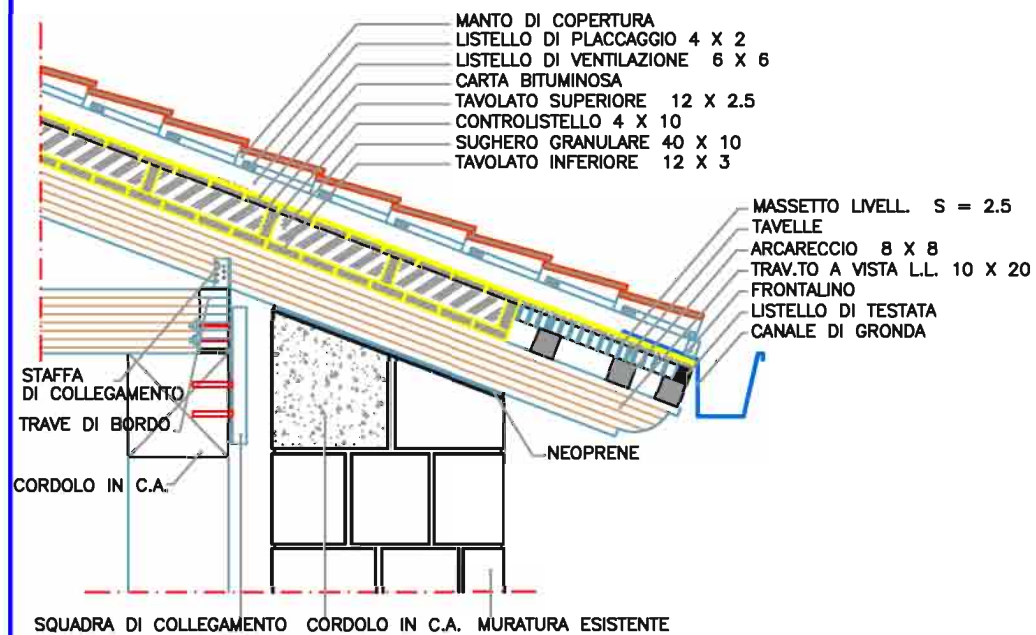 MANTO DI COPERTURA
LISTELLO DI PLACCAGGIO 4 X 2
LISTELLO DI VENTILAZIONE 6 X 6
CARTA BITUMINOSA
TAVOLATO SUPERIORE 12 X 2.5
CONTROLISTELLO 4 X 10
SUGHERO GRANULARE 40 X 10
TAVOLATO INFERIORE 12 X 3
MASSETTO LIVELL. S = 2.5
TAVELLE
ARCARECCIO 8 X 8
TRAV.TO A VISTA L.L. 10 X 20
FRONTALINO
LISTELLO DI TESTATA
CANALE DI GRONDA
STAFFA
DI COLLEGAMENTO
TRAVE DI BORDO
NEOPRENE
CORDOLO IN C.A.
SQUADRA DI COLLEGAMENTO
CORDOLO IN C.A.
MURATURA ESISTENTE